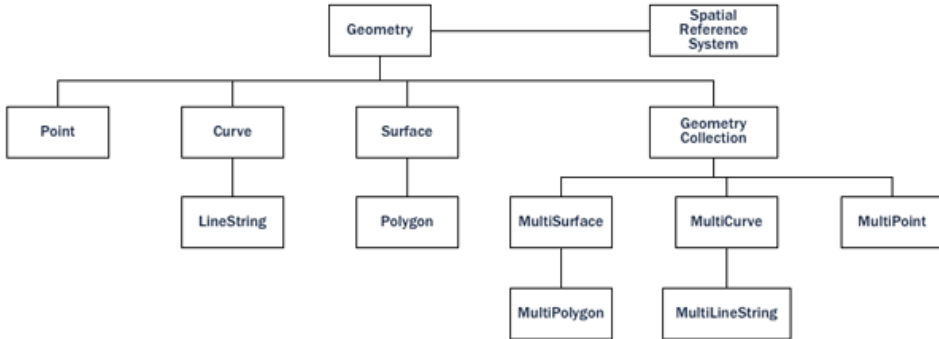 Geometry
Spatial
Reference
System
Point
Curve
Surface
Geometry
Collection
LineString
Polygon
MultiSurface
MultiCurve
MultiPoint
MultiPolygon
MultiLineString